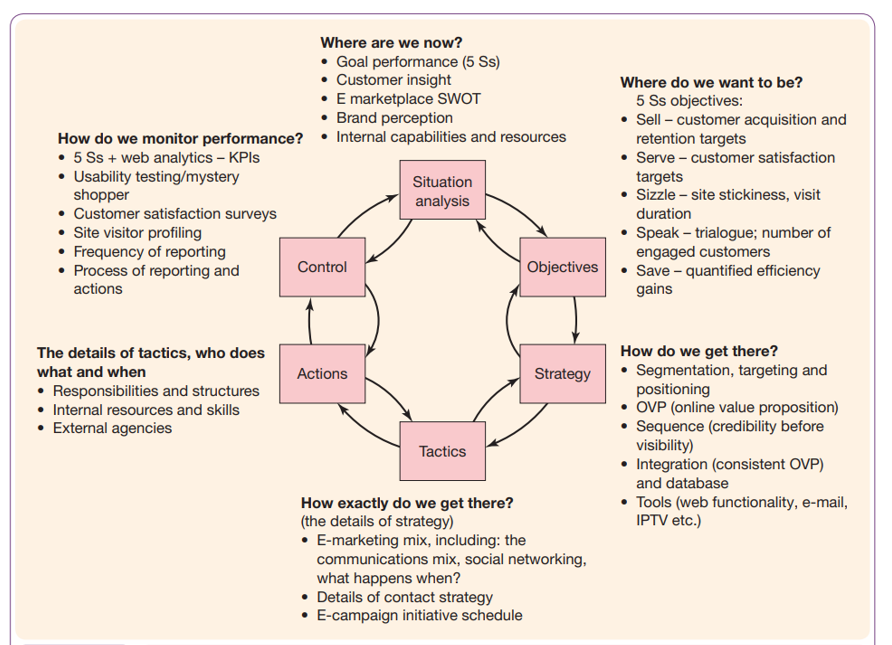 Where are we now?
• Goal performance (5 Ss)
• Customer insight
• E marketplace SWOT
• Brand perception
• Internal capabilities and resources
Where do we want to be?
5 Ss objectives:
• Sell – customer acquisition and
retention targets
• Serve – customer satisfaction
targets
• Sizzle – site stickiness, visit
duration
• Speak – trialogue; number of
engaged customers
• Save – quantified efficiency
gains
How do we monitor performance?
• 5 Ss + web analytics – KPIs
• Usability testing/mystery
shopper
• Customer satisfaction surveys
• Site visitor profiling
• Frequency of reporting
• Process of reporting and
actions
Situation
analysis
Control
Objectives
Actions
Strategy
Tactics
The details of tactics, who does
what and when
• Responsibilities and structures
• Internal resources and skills
• External agencies
How do we get there?
• Segmentation, targeting and
positioning
• OVP (online value proposition)
• Sequence (credibility before
visibility)
• Integration (consistent OVP)
and database
• Tools (web functionality, e-mail,
IPTV etc.)
How exactly do we get there?
(the details of strategy)
• E-marketing mix, including: the
communications mix, social networking,
what happens when?
• Details of contact strategy
• E-campaign initiative schedule